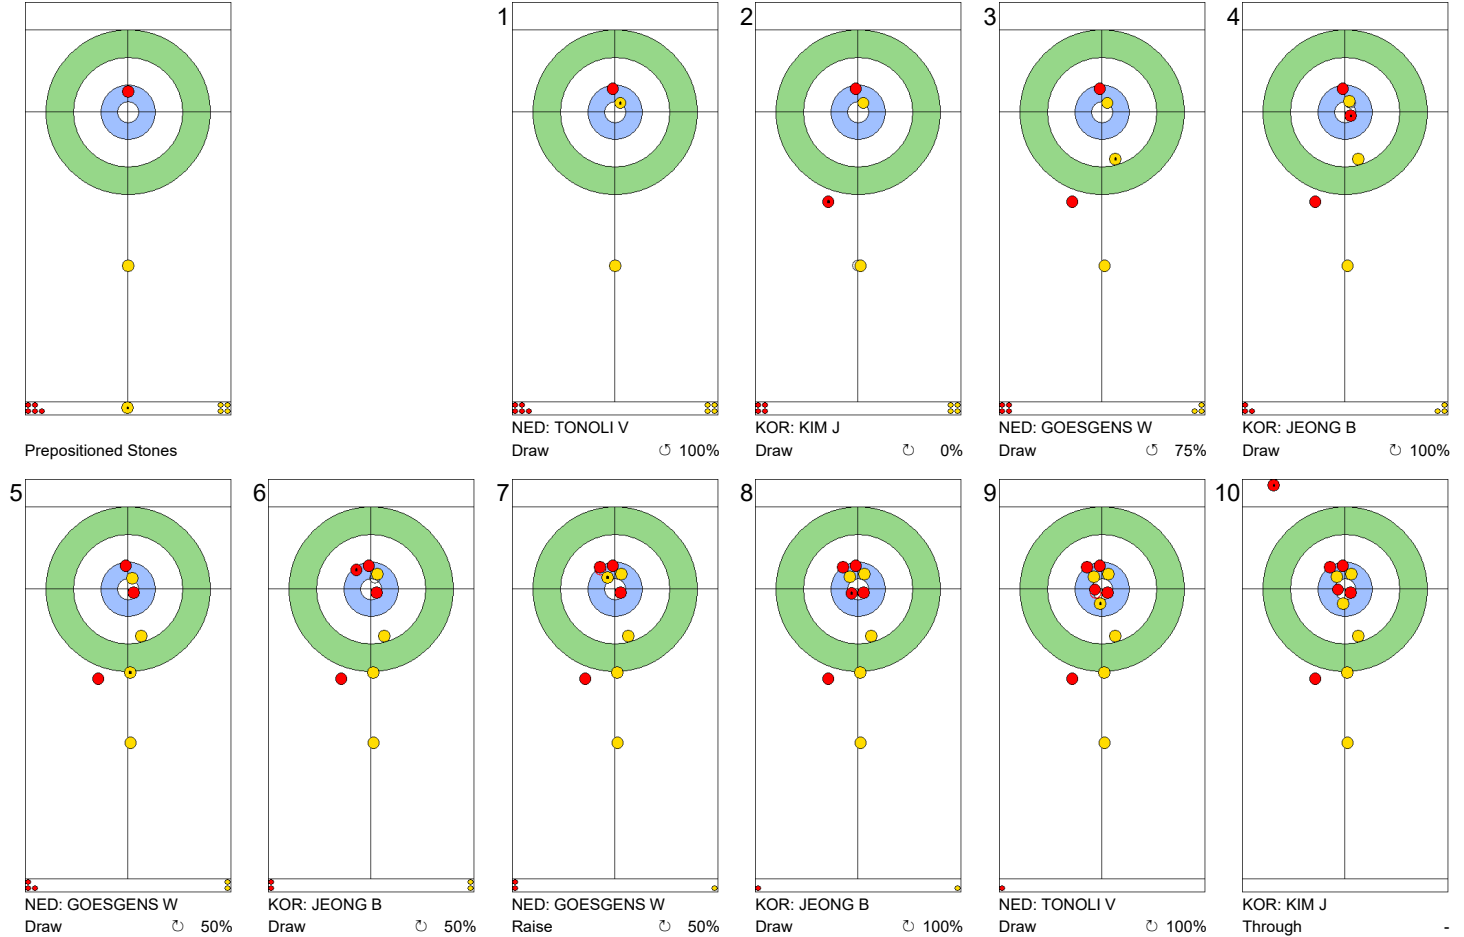 1
2
3
4
Prepositioned Stones
NED: TONOLI V
Draw ↺ 100%
KOR: KIM J
Draw ↻ 0%
NED: GOESGENS W
Draw ↺ 75%
KOR: JEONG B
Draw ↻ 100%
5
6
7
8
9
10
NED: GOESGENS W
Draw ↻ 50%
KOR: JEONG B
Draw ↻ 50%
NED: GOESGENS W
Raise ↻ 50%
KOR: JEONG B
Draw ↻ 100%
NED: TONOLI V
Draw ↻ 100%
KOR: KIM J
Through -